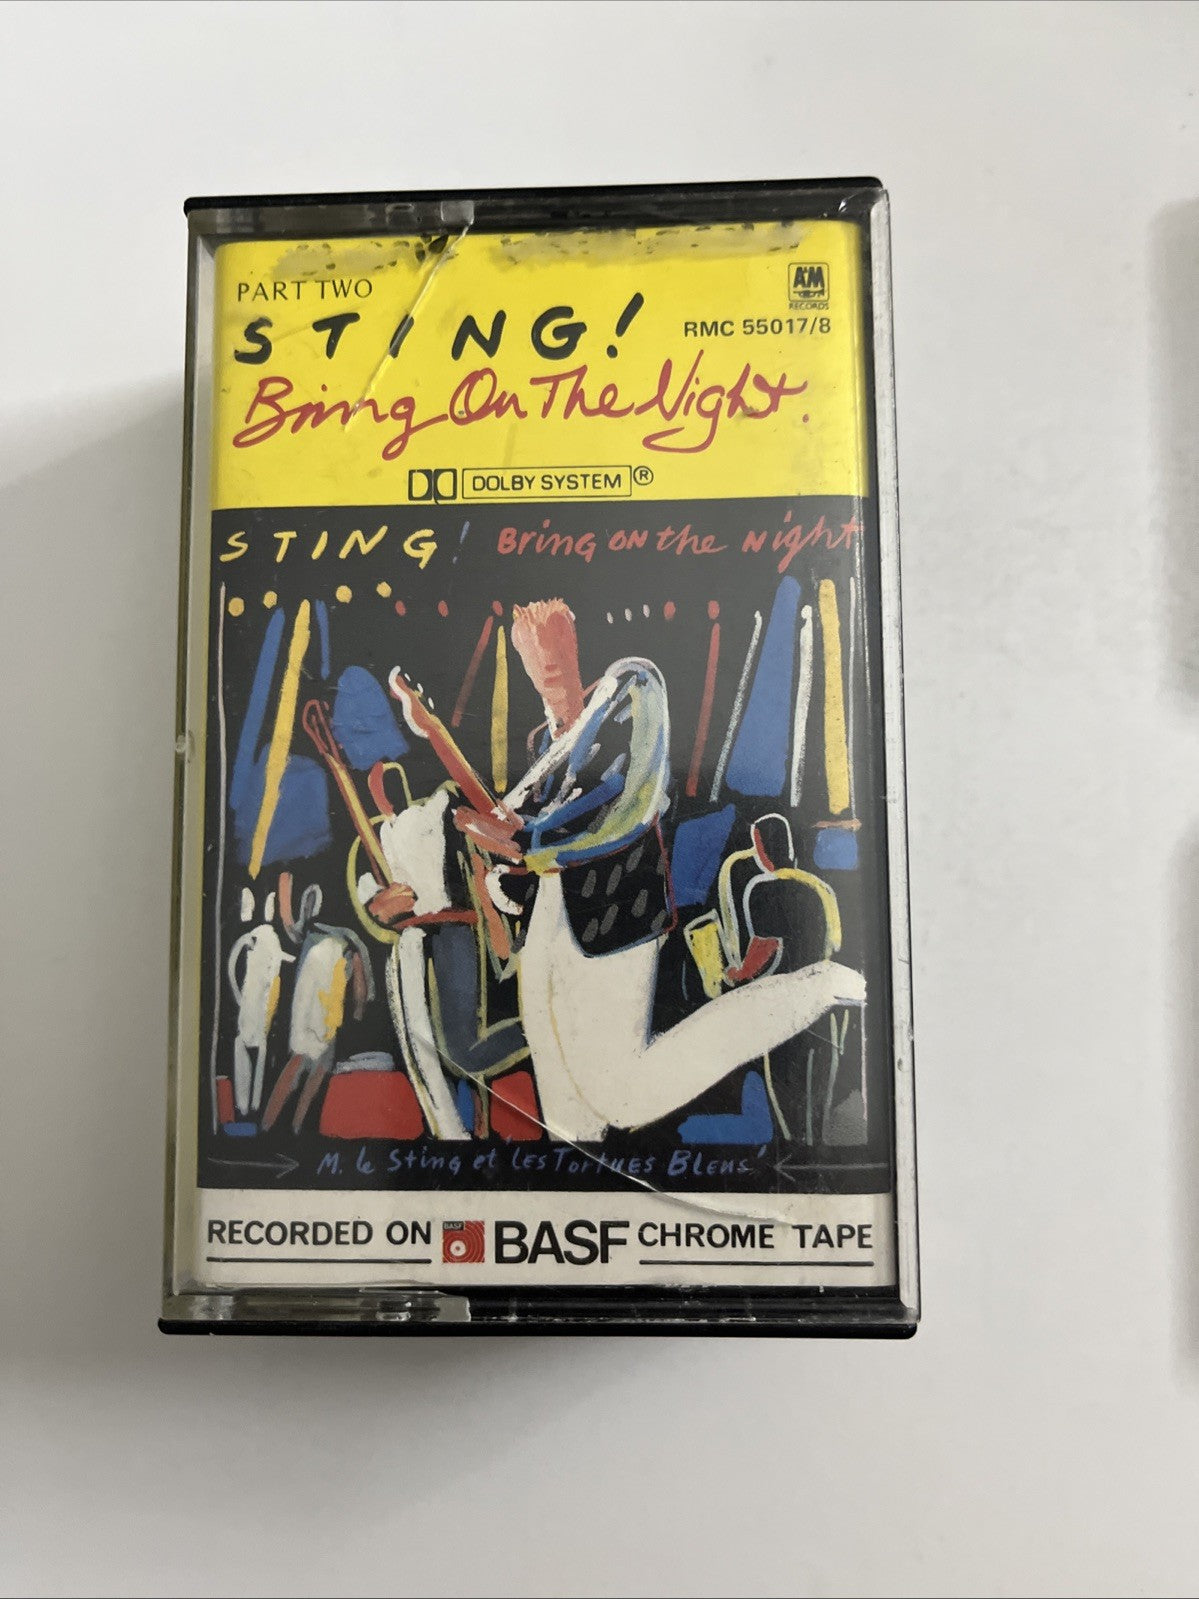 PART TWO
A&M
RECORDS
STING!
RMC 55017/8
Bring On The Night.
DOLBY SYSTEM®
STING! Bring on the Night
M. le Sting et 'les Tortues Bleus'
RECORDED ON BASF BASF CHROME TAPE